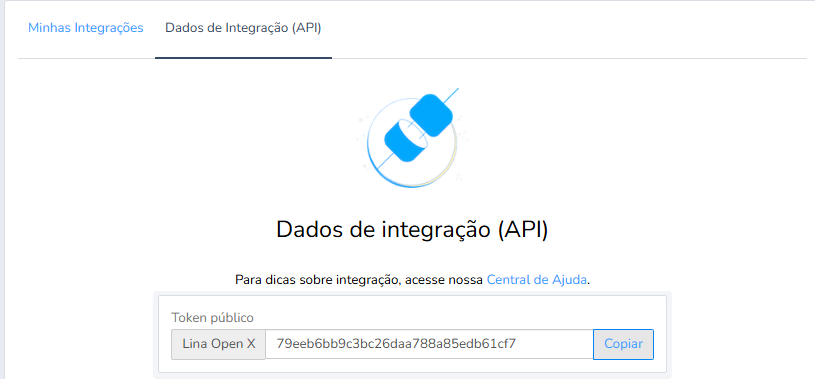 Minhas Integrações Dados de Integração (API)
Dados de integração (API)
Para dicas sobre integração, acesse nossa Central de Ajuda.
Token público
Lina Open X 79eeb6bb9c3bc26daa788a85edb61cf7 Copiar